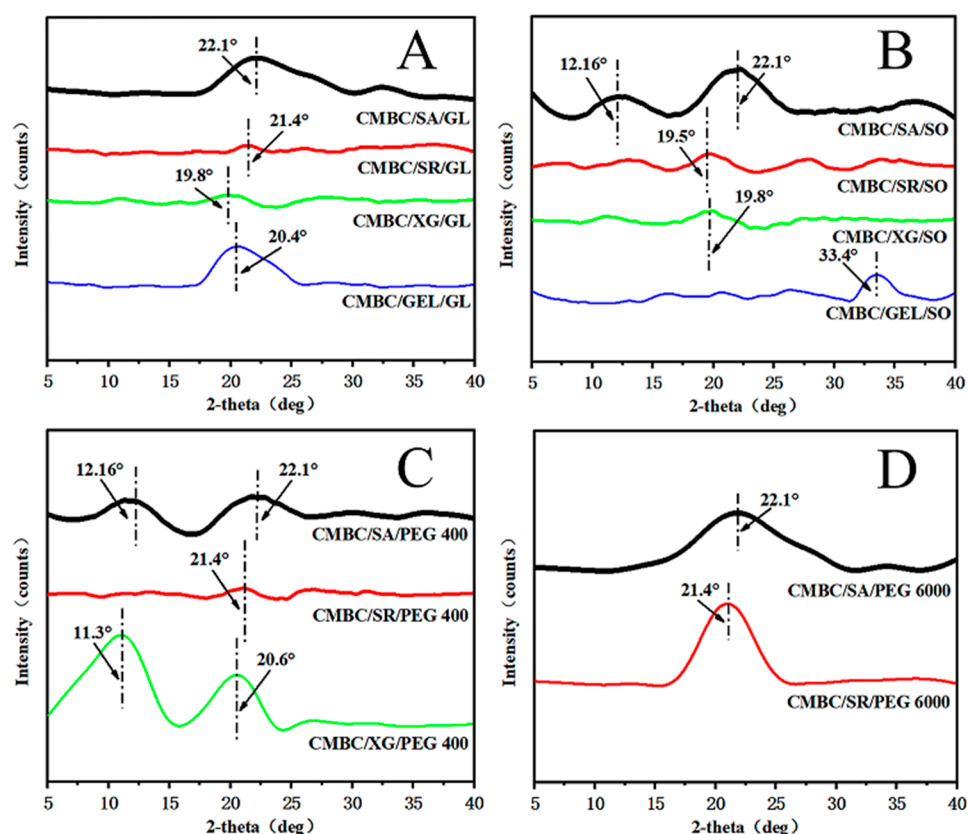 A
22.1°
CMBC/SA/GL
21.4°
CMBC/SR/GL
19.8°
CMBC/XG/GL
20.4°
CMBC/GEL/GL
Intensity（counts）
5 10 15 20 25 30 35 40
2-theta（deg）
B
12.16°
22.1°
CMBC/SA/SO
19.5°
CMBC/SR/SO
19.8°
CMBC/XG/SO
33.4°
CMBC/GEL/SO
Intensity（counts）
5 10 15 20 25 30 35 40
2-theta（deg）
C
12.16°
22.1°
CMBC/SA/PEG 400
21.4°
CMBC/SR/PEG 400
11.3°
20.6°
CMBC/XG/PEG 400
Intensity（counts）
5 10 15 20 25 30 35 40
2-theta（deg）
D
22.1°
CMBC/SA/PEG 6000
21.4°
CMBC/SR/PEG 6000
Intensity（counts）
5 10 15 20 25 30 35 40
2-theta（deg）